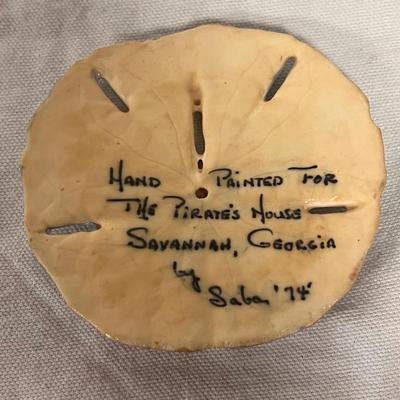 Hand Painted For
The Pirate's House
Savannah, Georgia
by
Saba '74